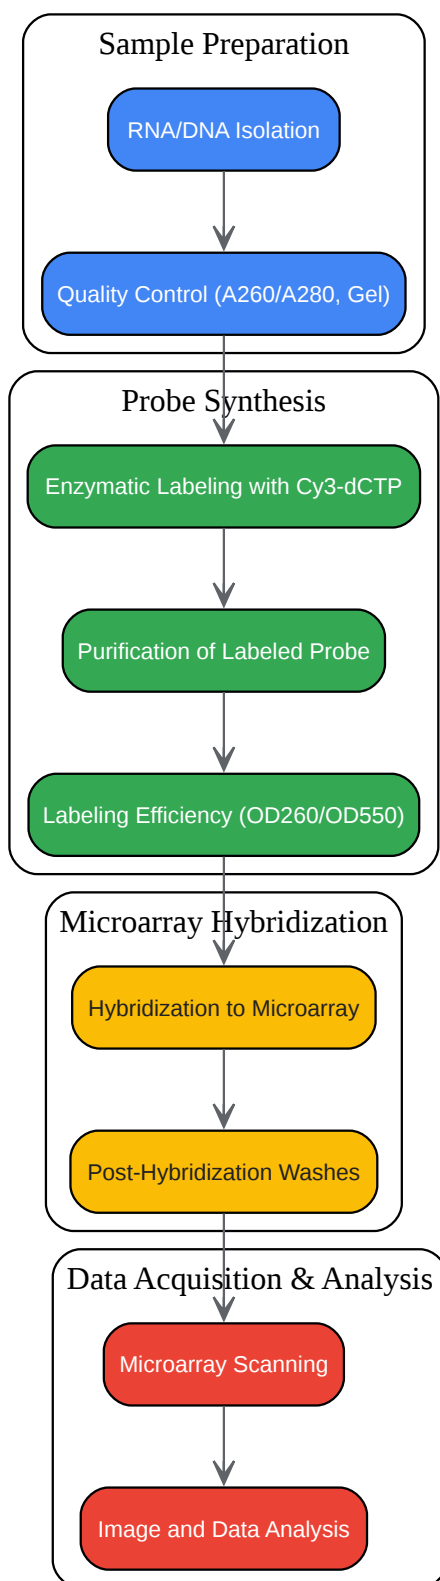 Sample Preparation
RNA/DNA Isolation
Quality Control (A260/A280, Gel)
Probe Synthesis
Enzymatic Labeling with Cy3-dCTP
Purification of Labeled Probe
Labeling Efficiency (OD260/OD550)
Microarray Hybridization
Hybridization to Microarray
Post-Hybridization Washes
Data Acquisition & Analysis
Microarray Scanning
Image and Data Analysis